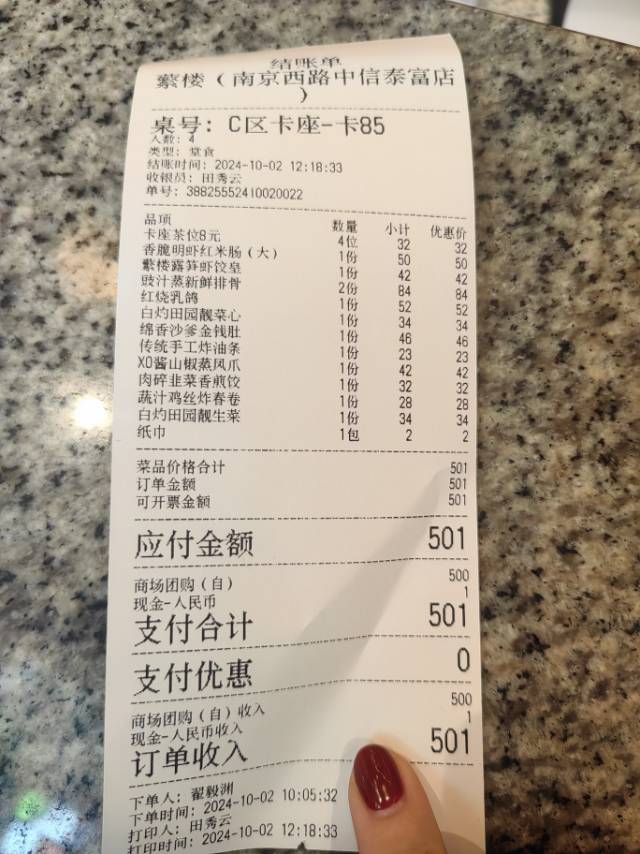 结账单
蘩楼（南京西路中信泰富店
）
桌号: C区卡座-卡85
人数: 4
类型: 堂食
结账时间: 2024-10-02 12:18:33
收银员: 田秀云
单号: 38825552410020022
品项 数量 小计 优惠价
卡座茶位8元 4位 32 32
香脆明虾红米肠（大） 1份 50 50
蘩楼露笋虾饺皇 1份 42 42
豉汁蒸新鲜排骨 2份 84 84
红烧乳鸽 1份 52 52
白灼田园靓菜心 1份 34 34
绵香沙爹金钱肚 1份 46 46
传统手工炸油条 1份 23 23
XO酱山椒蒸凤爪 1份 42 42
肉碎韭菜香煎饺 1份 32 32
蔬汁鸡丝炸春卷 1份 28 28
白灼田园靓生菜 1份 34 34
纸巾 1包 2 2
菜品价格合计 501
订单金额 501
可开票金额 501
应付金额 501
商场团购（自） 500
现金-人民币 1
支付合计 501
支付优惠 0
商场团购（自）收入 500
现金-人民币收入 1
订单收入 501
下单人: 翟毅洲
下单时间: 2024-10-02 10:05:32
打印人: 田秀云
打印时间: 2024-10-02 12:18:33